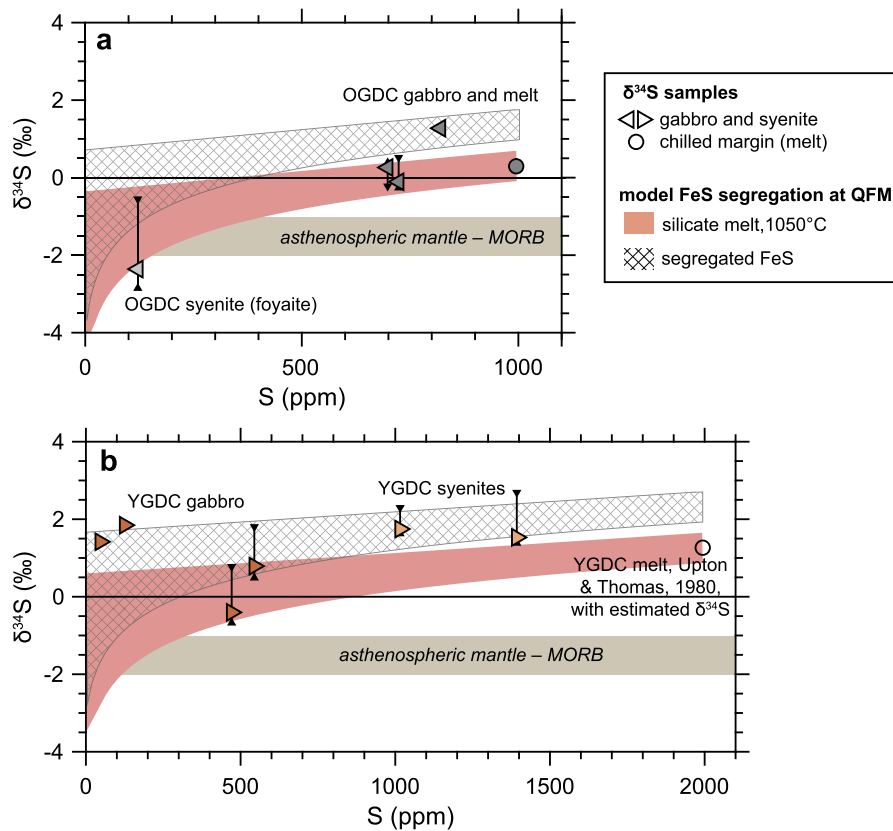 a
4
2
0
-2
-4
δ³⁴S (‰)
OGDC gabbro and melt
asthenospheric mantle – MORB
OGDC syenite (foyaite)
0
500
1000
S (ppm)
δ³⁴S samples
gabbro and syenite
chilled margin (melt)
model FeS segregation at QFM
silicate melt,1050°C
segregated FeS
b
4
2
0
-2
-4
δ³⁴S (‰)
YGDC gabbro
YGDC syenites
YGDC melt, Upton
& Thomas, 1980,
with estimated δ³⁴S
asthenospheric mantle – MORB
0
500
1000
1500
2000
S (ppm)